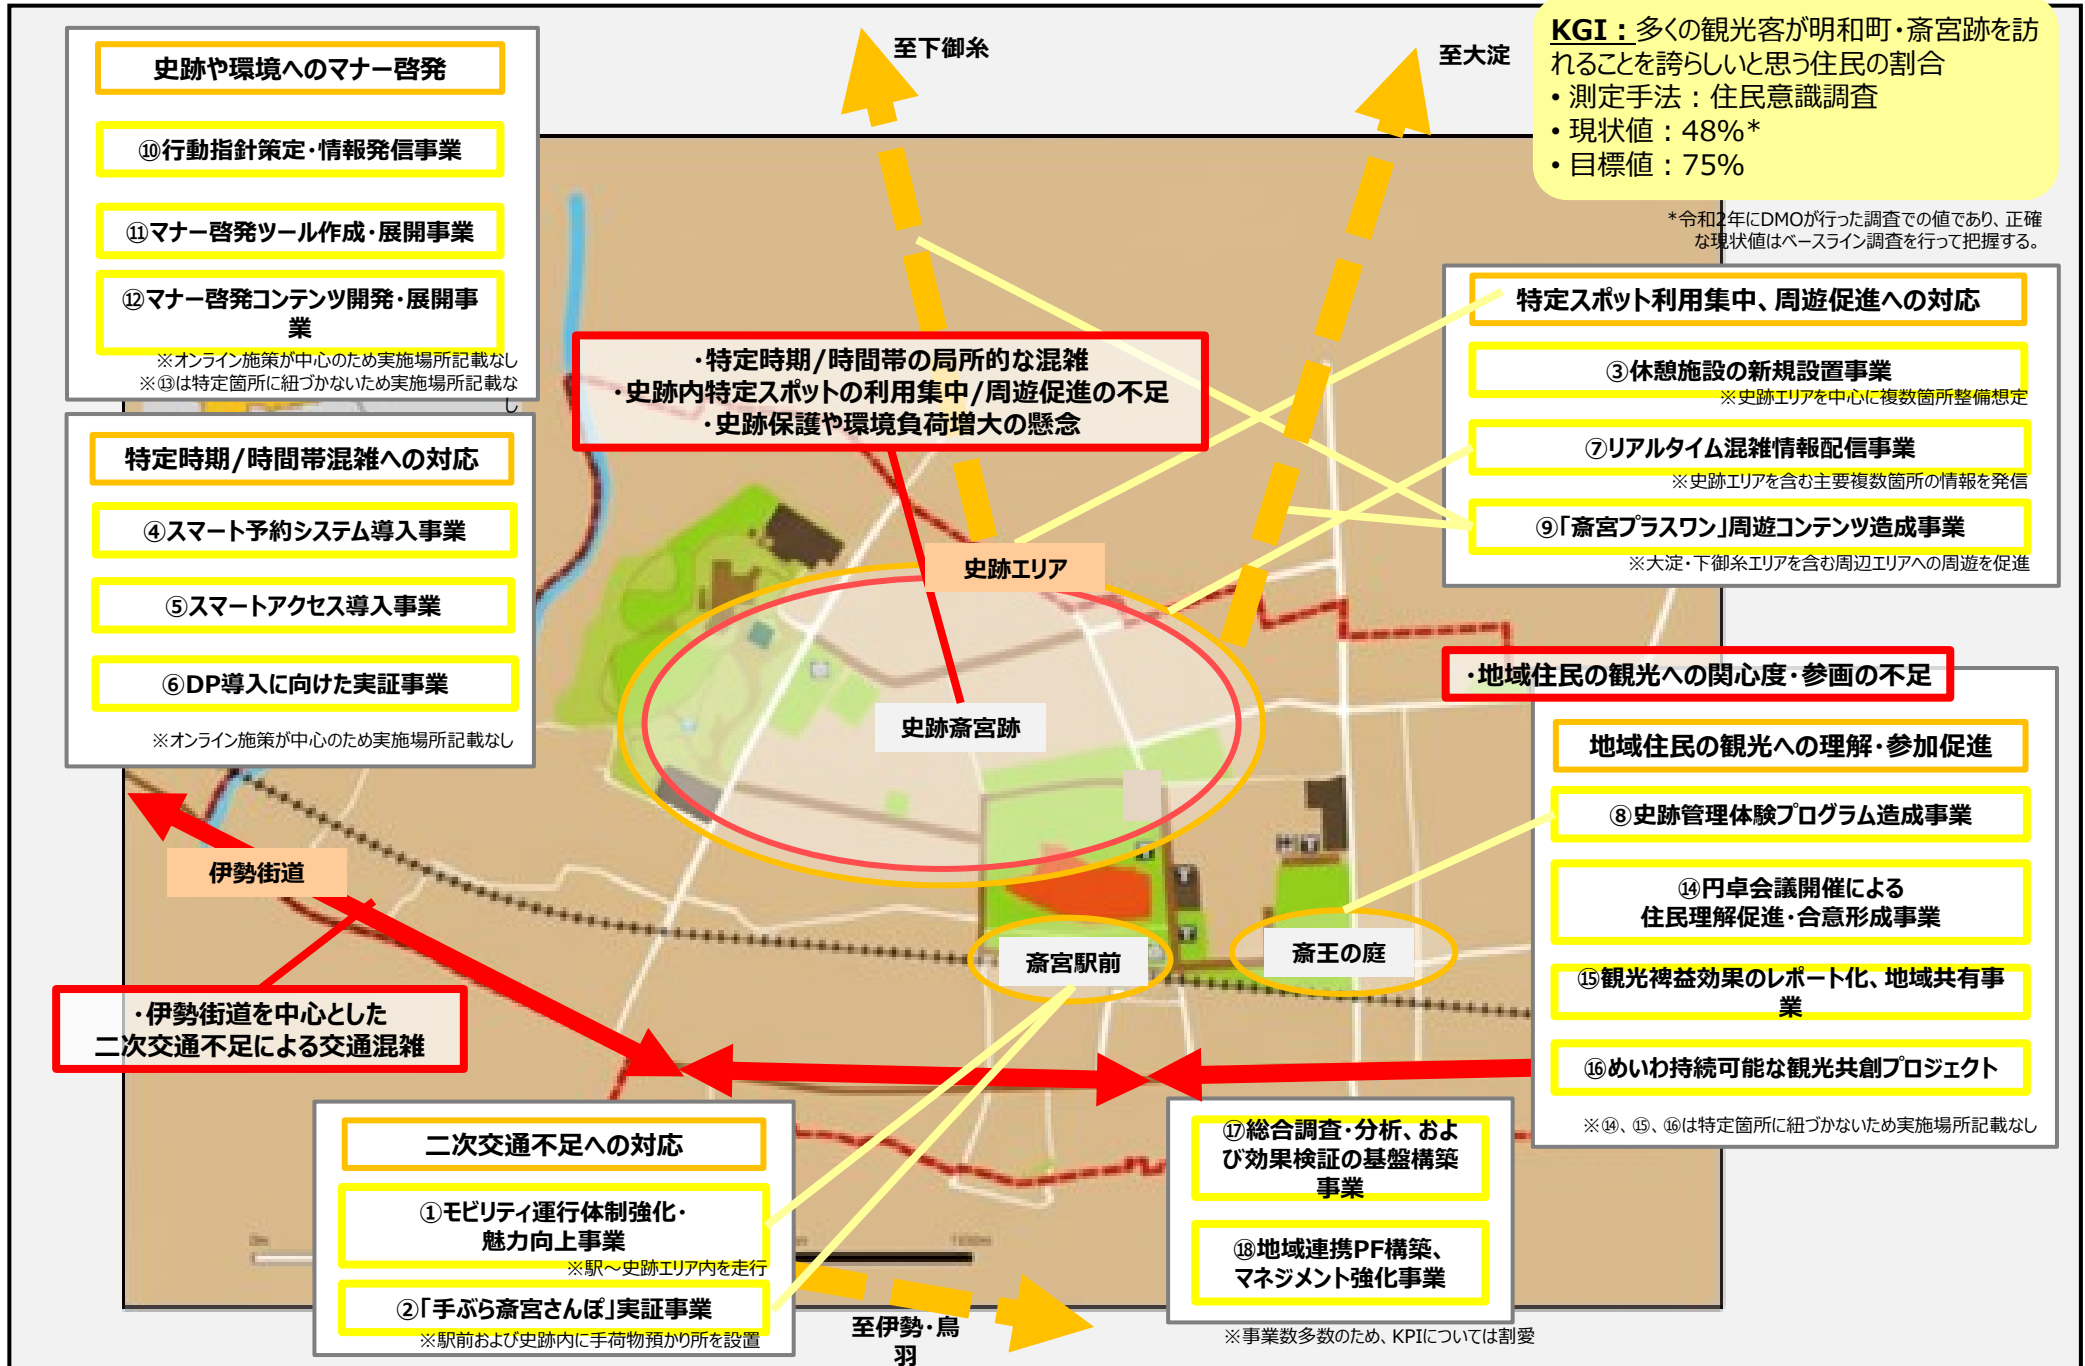 史跡や環境へのマナー啓発
⑩行動指針策定・情報発信事業
⑪マナー啓発ツール作成・展開事業
⑫マナー啓発コンテンツ開発・展開事
業
※オンライン施策が中心のため実施場所記載なし
※⑬は特定箇所に紐づかないため実施場所記載な
し
特定時期/時間帯混雑への対応
④スマート予約システム導入事業
⑤スマートアクセス導入事業
⑥DP導入に向けた実証事業
※オンライン施策が中心のため実施場所記載なし
至下御糸
至大淀
KGI：多くの観光客が明和町・斎宮跡を訪
れることを誇らしいと思う住民の割合
• 測定手法：住民意識調査
• 現状値：48%*
• 目標値：75%
*令和2年にDMOが行った調査での値であり、正確
な現状値はベースライン調査を行って把握する。
・特定時期/時間帯の局所的な混雑
・史跡内特定スポットの利用集中/周遊促進の不足
・史跡保護や環境負荷増大の懸念
特定スポット利用集中、周遊促進への対応
③休憩施設の新規設置事業
※史跡エリアを中心に複数箇所整備想定
⑦リアルタイム混雑情報配信事業
※史跡エリアを含む主要複数箇所の情報を発信
⑨「斎宮プラスワン」周遊コンテンツ造成事業
※大淀・下御糸エリアを含む周辺エリアへの周遊を促進
史跡エリア
史跡斎宮跡
・地域住民の観光への関心度・参画の不足
地域住民の観光への理解・参加促進
⑧史跡管理体験プログラム造成事業
⑭円卓会議開催による
住民理解促進・合意形成事業
⑮観光裨益効果のレポート化、地域共有事
業
⑯めいわ持続可能な観光共創プロジェクト
※⑭、⑮、⑯は特定箇所に紐づかないため実施場所記載なし
伊勢街道
斎宮駅前
斎王の庭
・伊勢街道を中心とした
二次交通不足による交通混雑
二次交通不足への対応
①モビリティ運行体制強化・
魅力向上事業
※駅～史跡エリア内を走行
②「手ぶら斎宮さんぽ」実証事業
※駅前および史跡内に手荷物預かり所を設置
至伊勢・鳥
羽
⑰総合調査・分析、およ
び効果検証の基盤構築
事業
⑱地域連携PF構築、
マネジメント強化事業
※事業数多数のため、KPIについては割愛